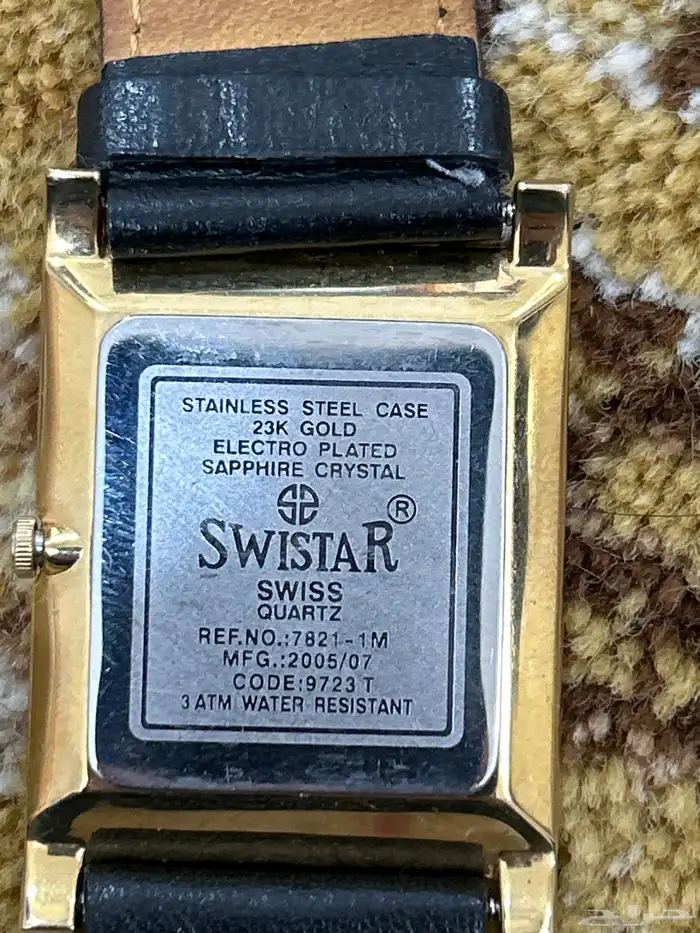 STAINLESS STEEL CASE
23K GOLD
ELECTRO PLATED
SAPPHIRE CRYSTAL
SWISTAR®
SWISS
QUARTZ
REF.NO.:7821-1M
MFG.:2005/07
CODE:9723 T
3 ATM WATER RESISTANT
حراج